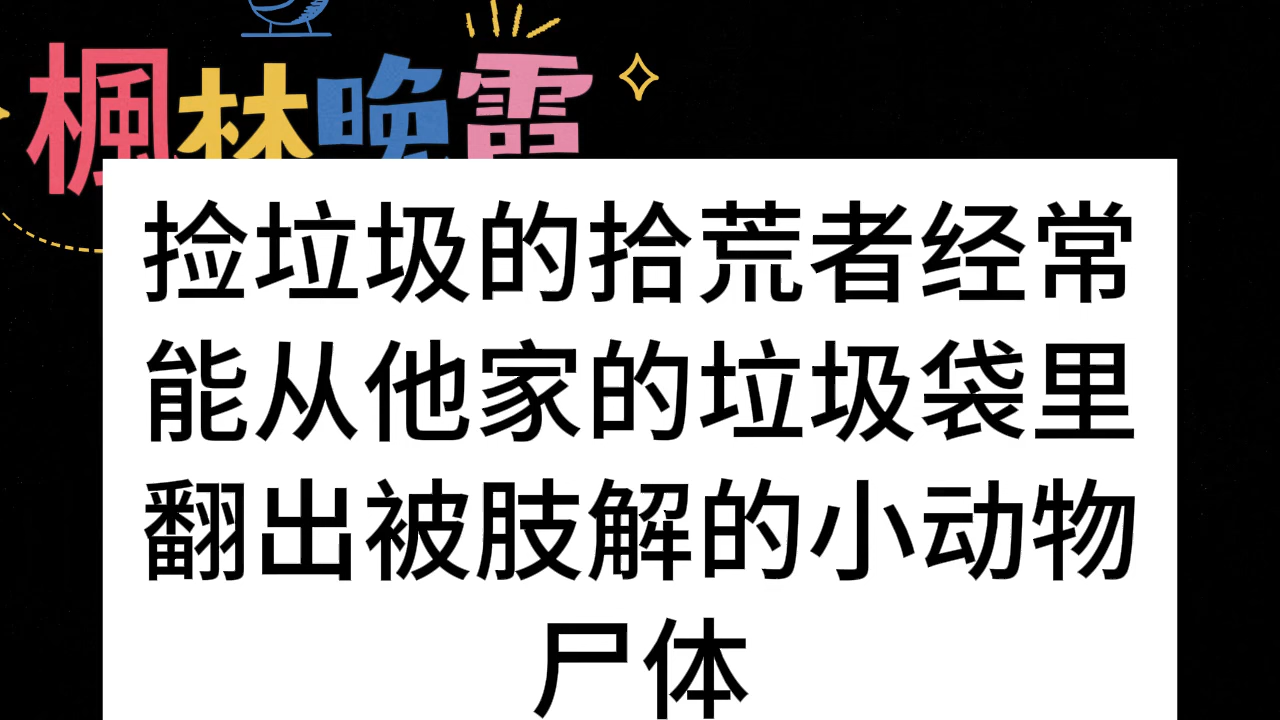 楓林晚霞
捡垃圾的拾荒者经常
能从他家的垃圾袋里
翻出被肢解的小动物
尸体